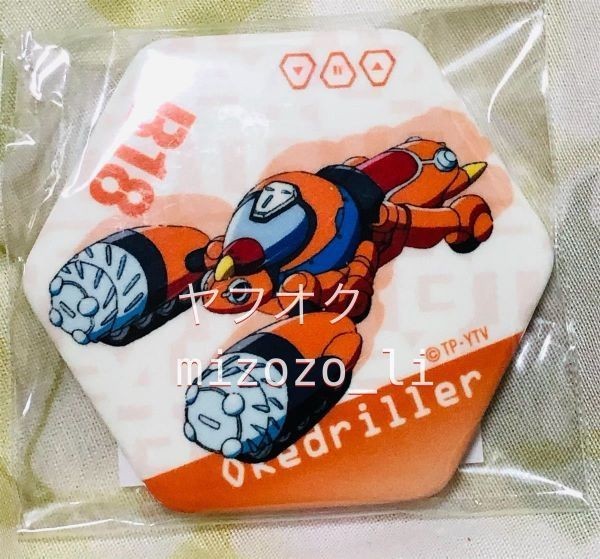 R18
ヤフオク
mizozo_li
©TP-YTV
Okedriller